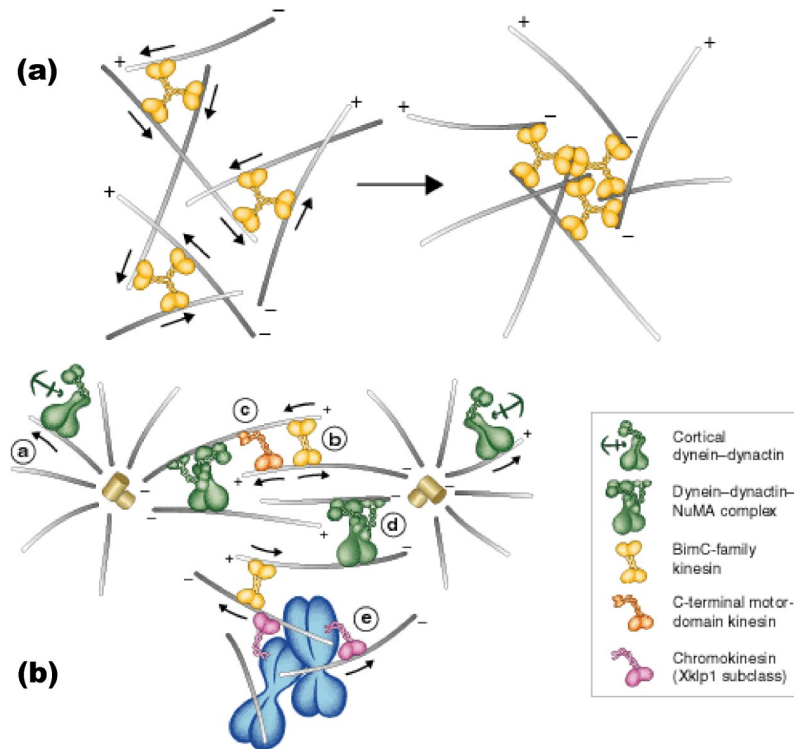 (a)
−
+
+
+
−
−
+
+
+
−
−
−
a
c
b
+
+
+
−
−
−
−
−
+
d
+
−
−
e
−
(b)
Cortical
dynein–dynactin
Dynein–dynactin–
NuMA complex
BimC-family
kinesin
C-terminal motor-
domain kinesin
Chromokinesin
(Xklp1 subclass)